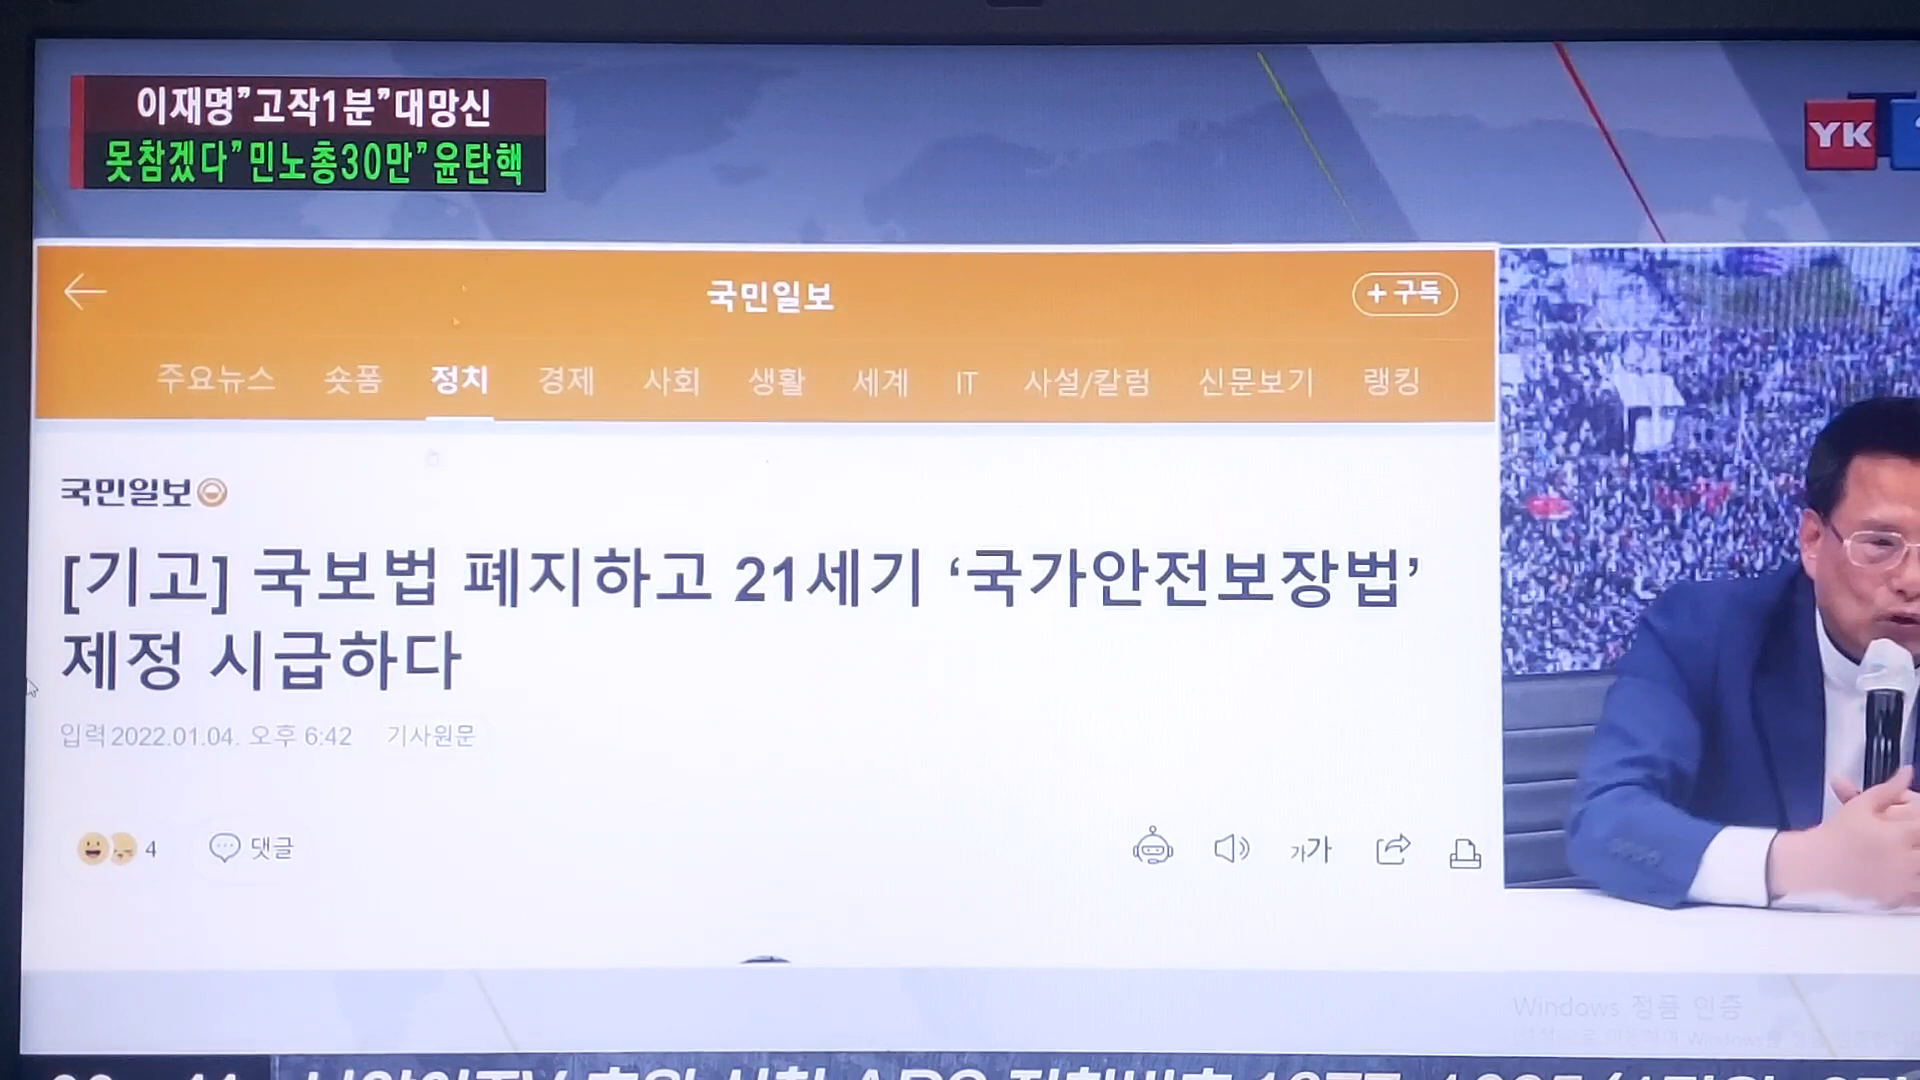 이재명”고작1분”대망신
못참겠다”민노총30만”윤탄핵
YK
국민일보
+ 구독
주요뉴스 숏폼 정치 경제 사회 생활 세계 IT 사설/칼럼 신문보기 랭킹
국민일보
[기고] 국보법 폐지하고 21세기 ‘국가안전보장법’
제정 시급하다
입력 2022.01.04. 오후 6:42 기사원문
4 댓글
가가
Windows 정품 인증